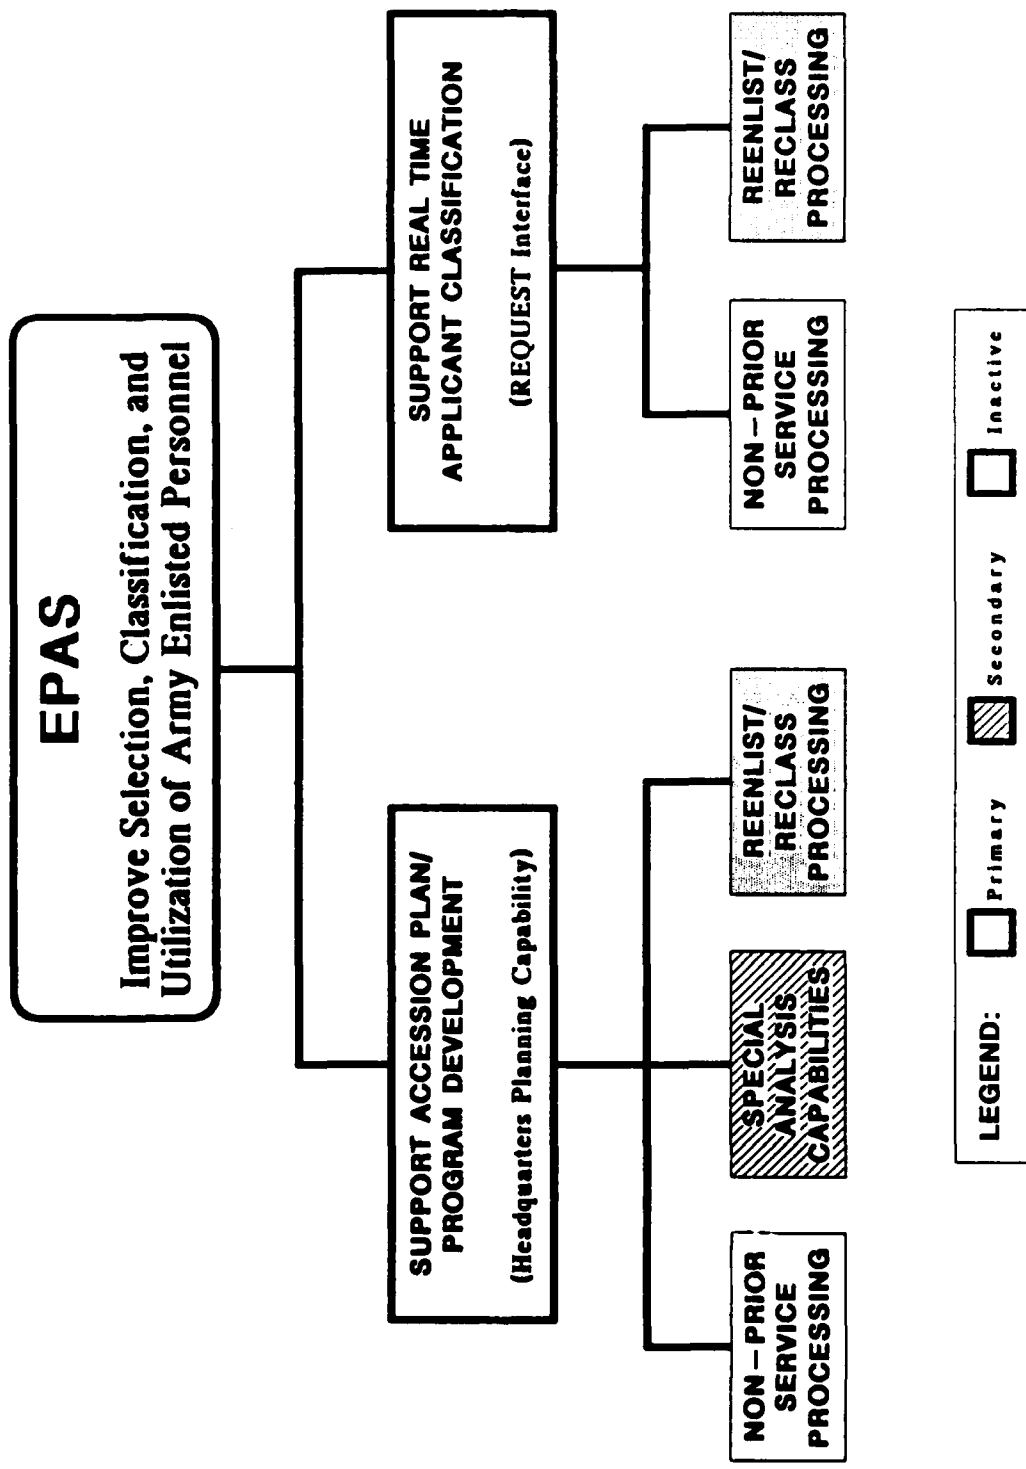 EPAS
Improve Selection, Classification, and
Utilization of Army Enlisted Personnel
SUPPORT ACCESSION PLAN/
PROGRAM DEVELOPMENT
(Headquarters Planning Capability)
SUPPORT REAL TIME
APPLICANT CLASSIFICATION
(REQUEST Interface)
NON-PRIOR
SERVICE
PROCESSING
SPECIAL
ANALYSIS
CAPABILITIES
REENLIST/
RECLASS
PROCESSING
NON-PRIOR
SERVICE
PROCESSING
REENLIST/
RECLASS
PROCESSING
LEGEND:
Primary
Secondary
Inactive